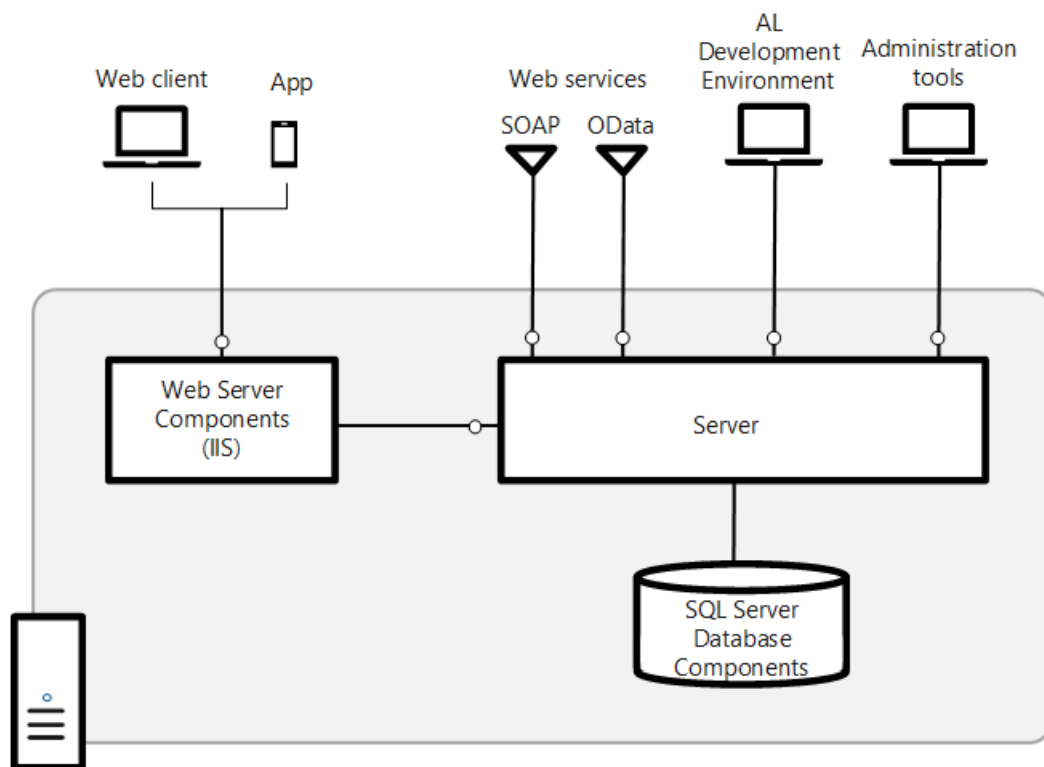 Web client
App
Web services
SOAP
OData
AL
Development
Environment
Administration
tools
Web Server
Components
(IIS)
Server
SQL Server
Database
Components